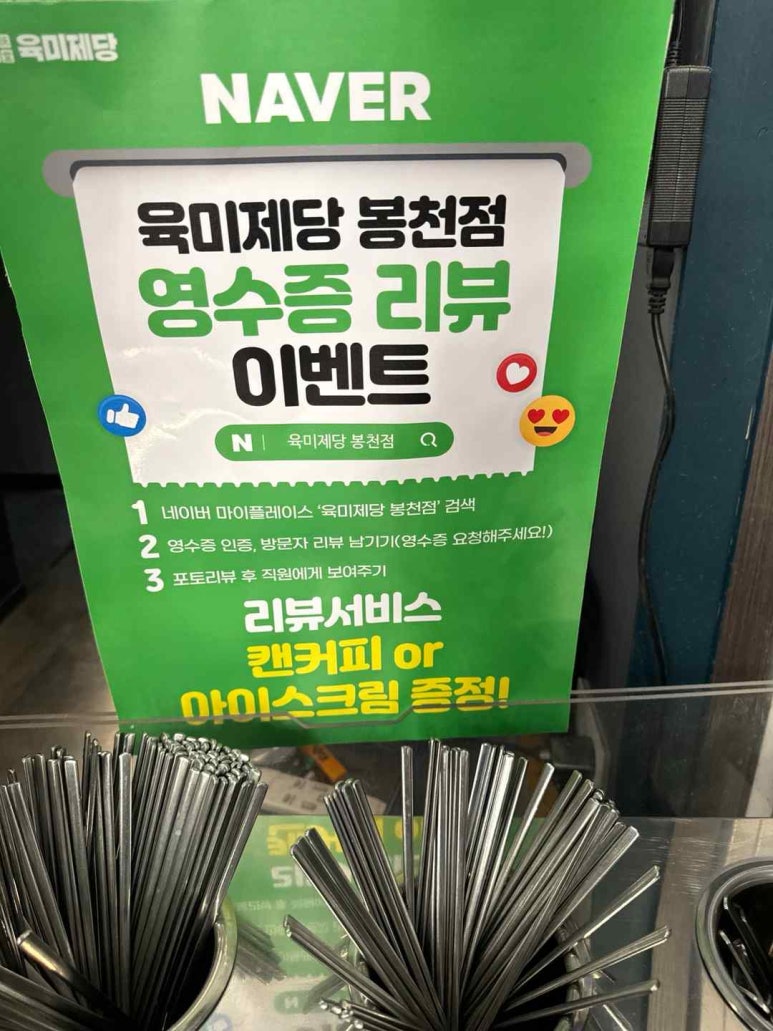 육미제당
NAVER
육미제당 봉천점
영수증 리뷰
이벤트
N | 육미제당 봉천점
1 네이버 마이플레이스 '육미제당 봉천점' 검색
2 영수증 인증, 방문자 리뷰 남기기(영수증 요청해주세요!)
3 포토리뷰 후 직원에게 보여주기
리뷰서비스
캔커피 or
아이스크림 증정!